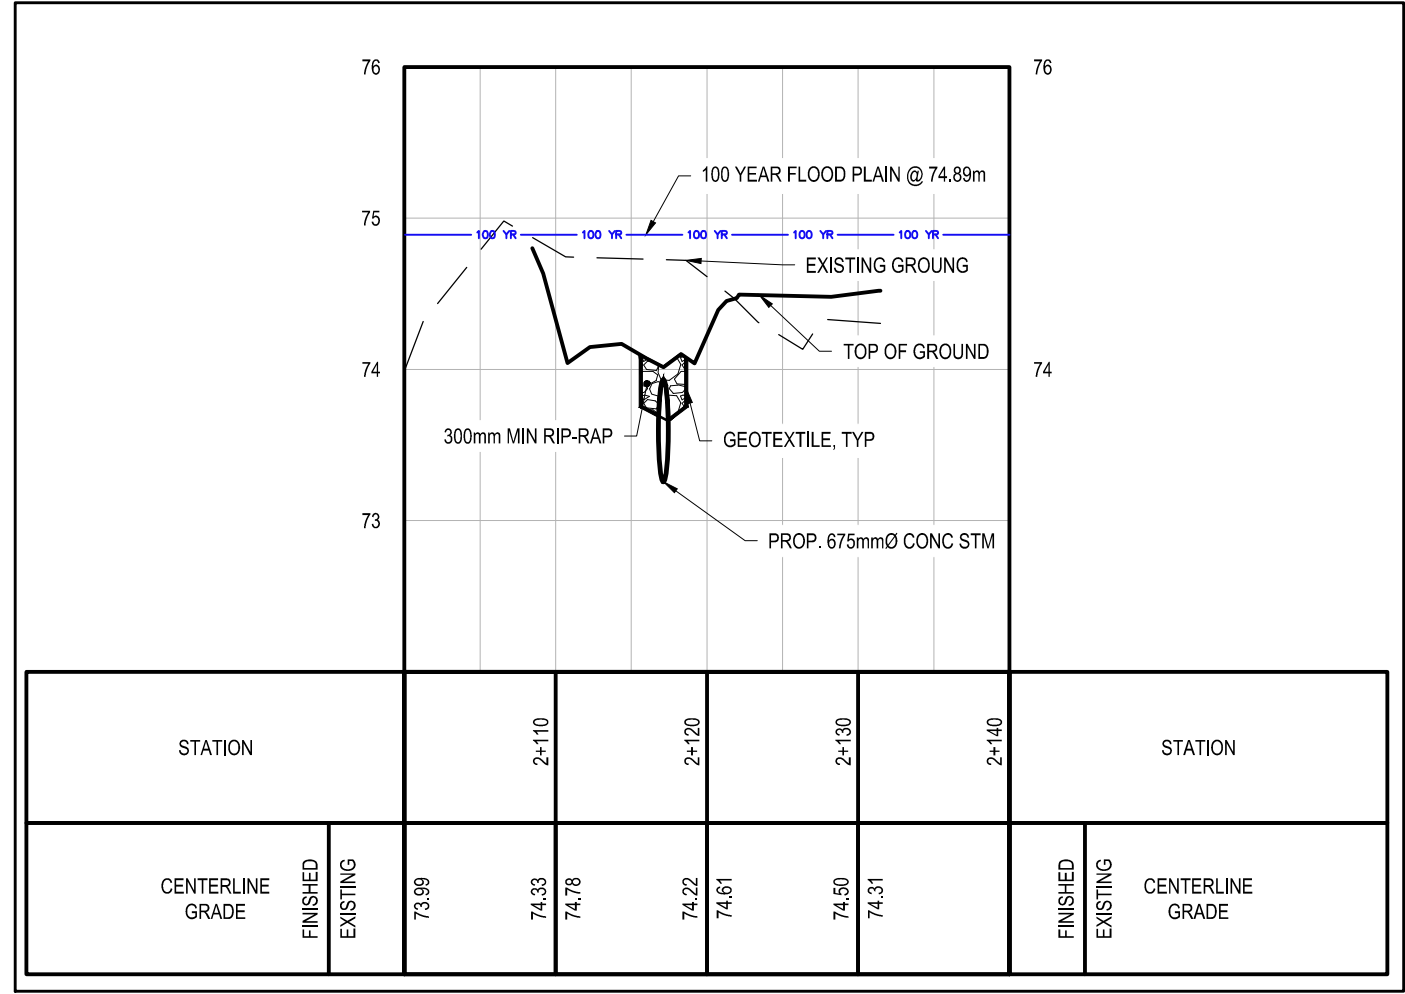 76
76
100 YEAR FLOOD PLAIN @ 74.89m
75
100 YR
100 YR
100 YR
100 YR
100 YR
EXISTING GROUNG
TOP OF GROUND
74
74
300mm MIN RIP-RAP
GEOTEXTILE, TYP
73
PROP. 675mmØ CONC STM
STATION
2+110
2+120
2+130
2+140
STATION
CENTERLINE
GRADE
FINISHED
EXISTING
73.99
74.33
74.78
74.22
74.61
74.50
74.31
FINISHED
EXISTING
CENTERLINE
GRADE